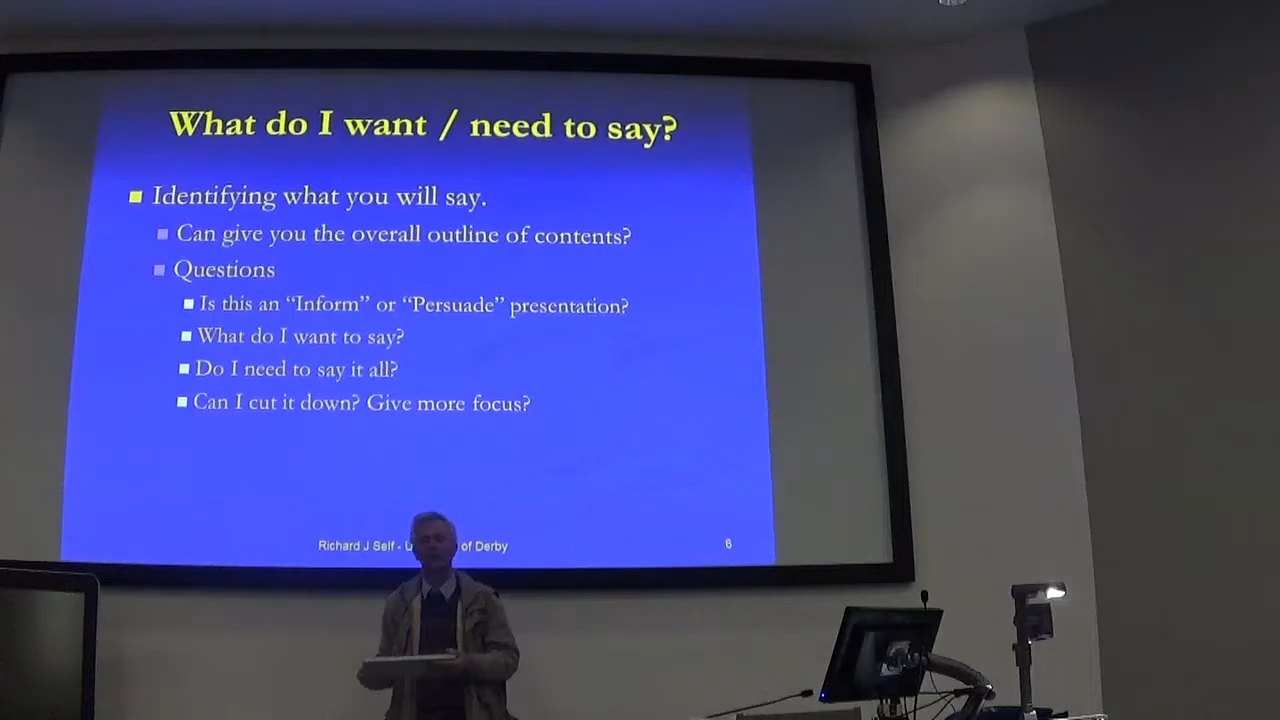 What do I want / need to say?
Identifying what you will say.
Can give you the overall outline of contents?
Questions
Is this an “Inform” or “Persuade” presentation?
What do I want to say?
Do I need to say it all?
Can I cut it down? Give more focus?
Richard J Self - of Derby
6